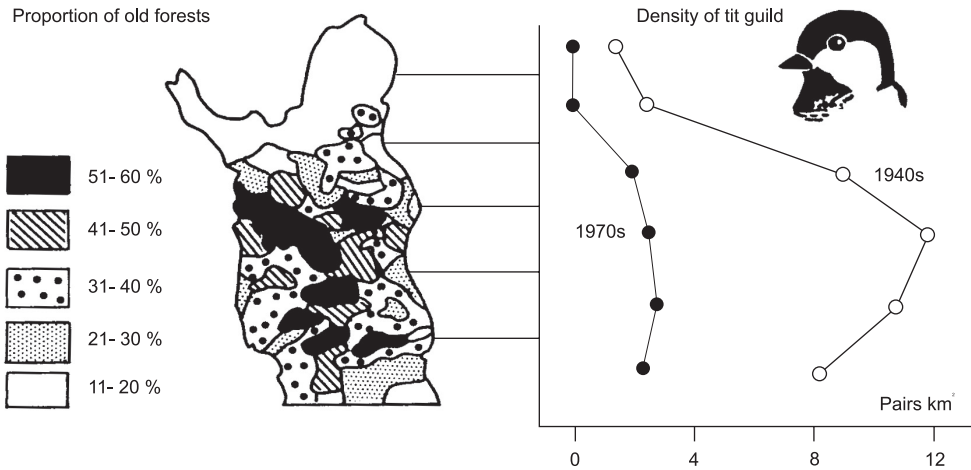 Proportion of old forests
51- 60 %
41- 50 %
31- 40 %
21- 30 %
11- 20 %
Density of tit guild
1940s
1970s
Pairs km²
0 4 8 12